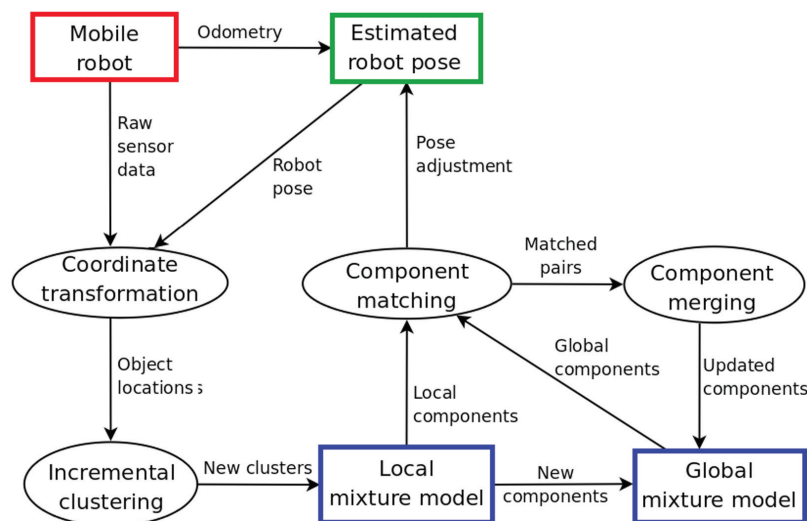 Mobile
robot
Odometry
Estimated
robot pose
Raw
sensor
data
Robot
pose
Pose
adjustment
Coordinate
transformation
Component
matching
Matched
pairs
Component
merging
Object
locations
Local
components
Global
components
Updated
components
Incremental
clustering
New clusters
Local
mixture model
New
components
Global
mixture model